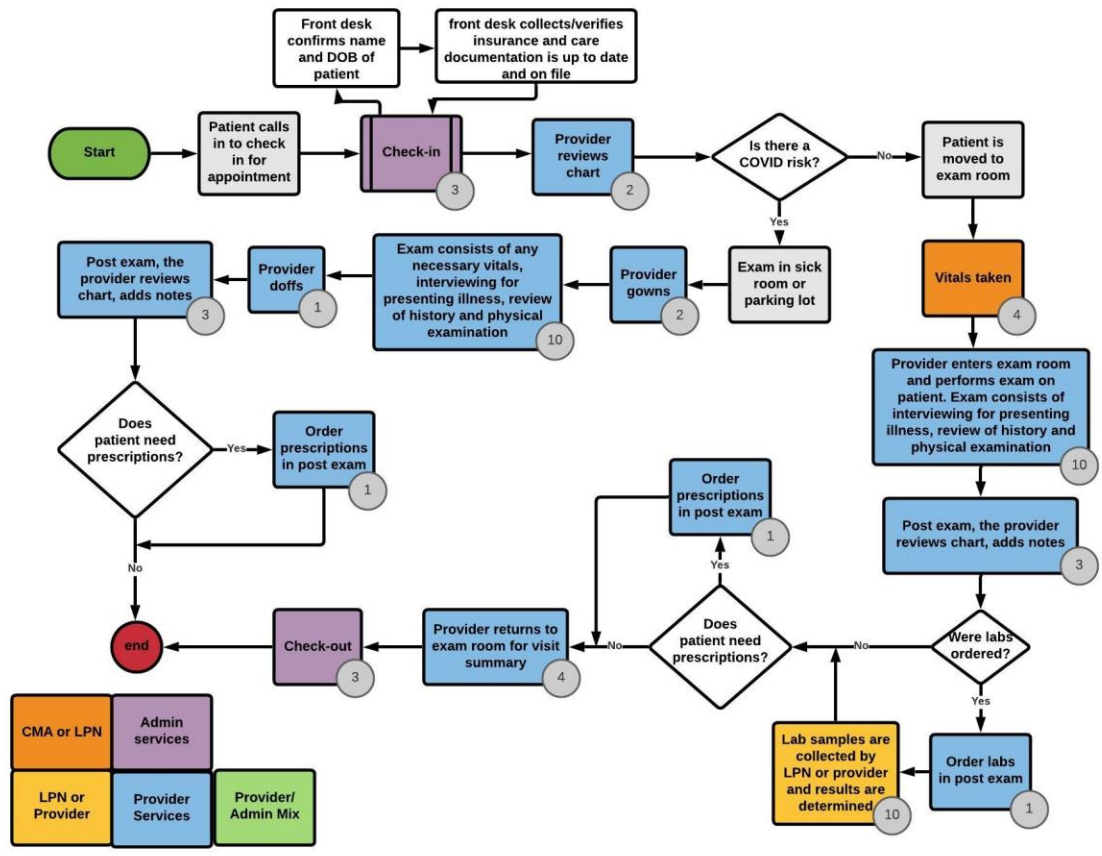 Front desk
confirms name
and DOB of
patient
front desk collects/verifies
insurance and care
documentation is up to date
and on file
Start
Patient calls
in to check
in for
appointment
Check-in
3
Provider
reviews
chart
2
Is there a
COVID risk?
No
Patient is
moved to
exam room
Yes
Post exam, the
provider reviews
chart, adds notes
3
Provider
doffs
1
Exam consists of any
necessary vitals,
interviewing for
presenting illness, review
of history and physical
examination
10
Provider
gowns
2
Exam in sick
room or
parking lot
Vitals taken
4
Provider enters exam room
and performs exam on
patient. Exam consists of
interviewing for presenting
illness, review of history and
physical examination
10
Does
patient need
prescriptions?
Yes
Order
prescriptions
in post exam
1
Order
prescriptions
in post exam
1
Post exam, the provider
reviews chart, adds notes
3
No
Yes
end
Check-out
3
Provider returns to
exam room for visit
summary
4
No
Does
patient need
prescriptions?
No
Were labs
ordered?
Yes
CMA or LPN
Admin
services
Lab samples are
collected by
LPN or provider
and results are
determined
10
Order labs
in post exam
1
LPN or
Provider
Provider
Services
Provider/
Admin Mix